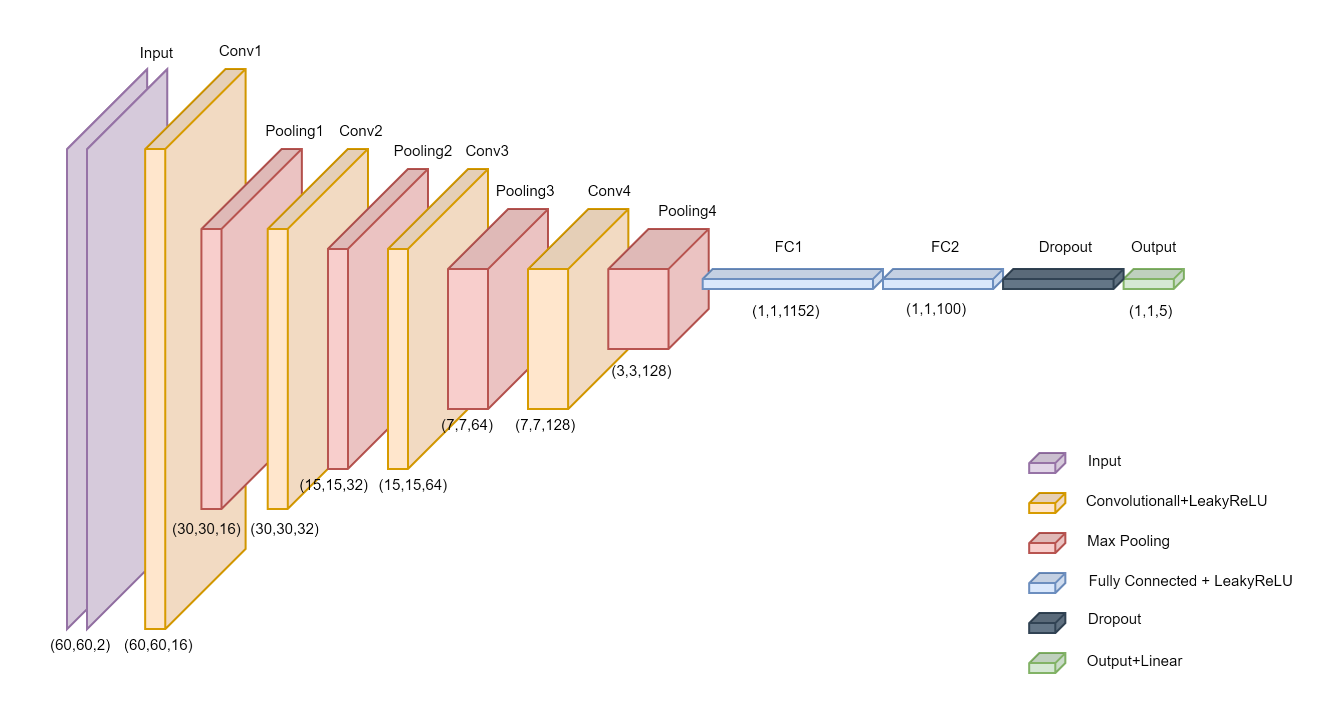 Input
Conv1
Pooling1
Conv2
Pooling2
Conv3
Pooling3
Conv4
Pooling4
FC1
FC2
Dropout
Output
(1,1,1152)
(1,1,100)
(1,1,5)
(3,3,128)
(7,7,64)
(7,7,128)
(15,15,32)
(15,15,64)
(30,30,16)
(30,30,32)
(60,60,2)
(60,60,16)
Input
Convolutionall+LeakyReLU
Max Pooling
Fully Connected + LeakyReLU
Dropout
Output+Linear